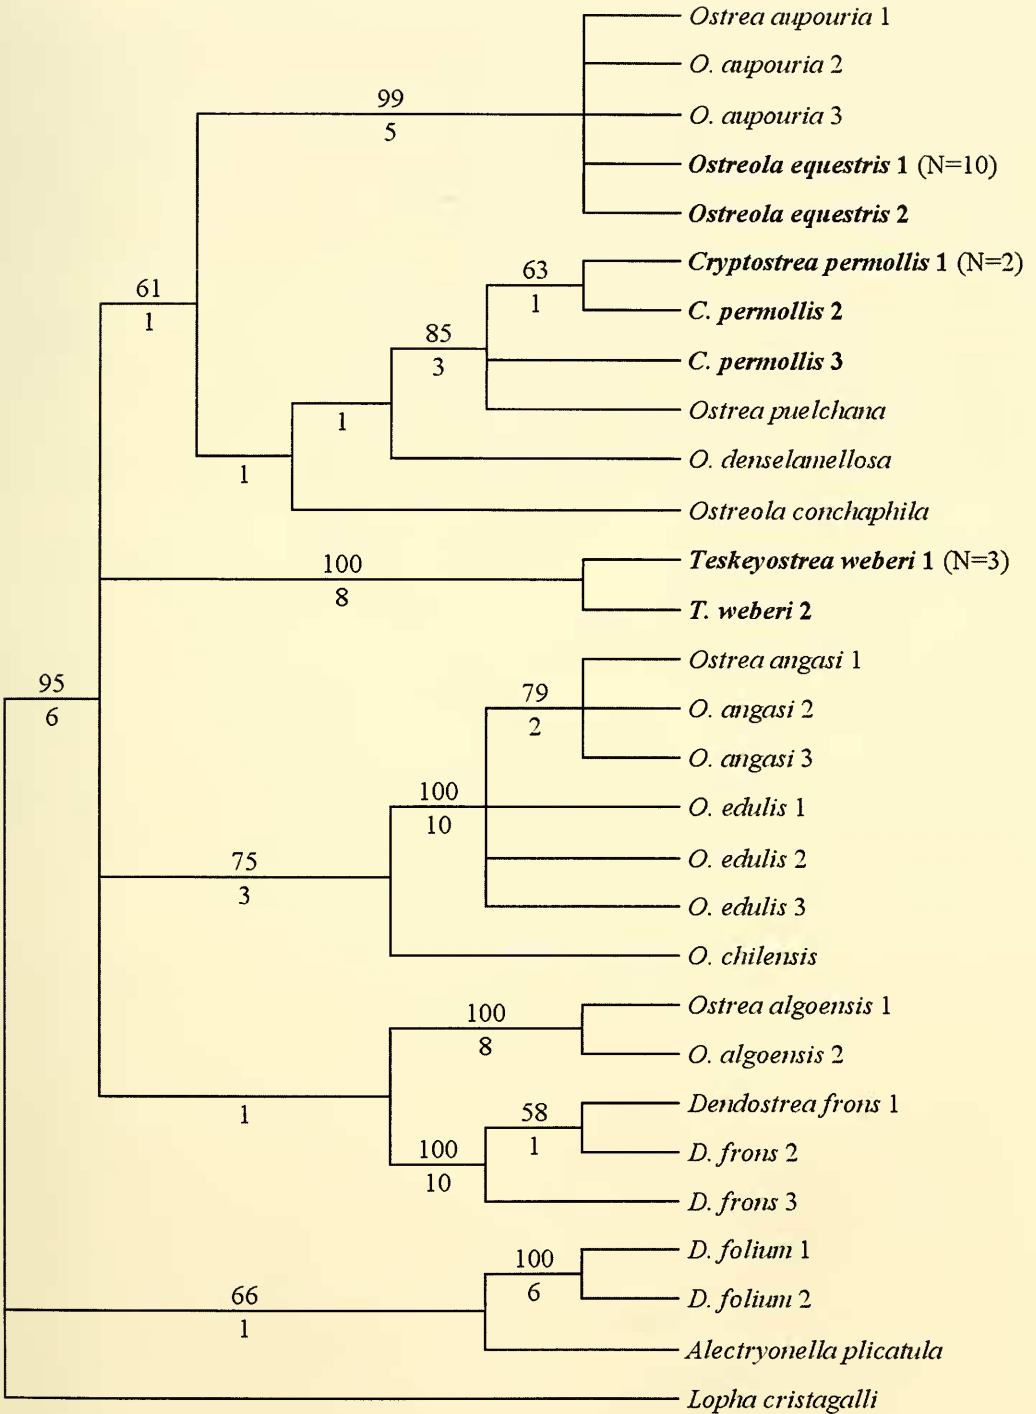 Ostrea aupouria 1
O. aupouria 2
99
O. aupouria 3
5
Ostreola equestris 1 (N=10)
Ostreola equestris 2
Cryptostrea permollis 1 (N=2)
63
61
1
C. permollis 2
1
85
C. permollis 3
3
Ostrea puelchana
1
O. denselamellosa
1
Ostreola conchaphila
Teskeyostrea weberi 1 (N=3)
100
8
T. weberi 2
Ostrea angasi 1
95
79
6
O. angasi 2
2
O. angasi 3
100
O. edulis 1
10
75
O. edulis 2
3
O. edulis 3
O. chilensis
Ostrea algoensis 1
100
8
O. algoensis 2
Dendostrea frons 1
1
58
1
100
D. frons 2
10
D. frons 3
D. folium 1
100
6
66
D. folium 2
1
Alectryonella plicatula
Lopha cristagalli